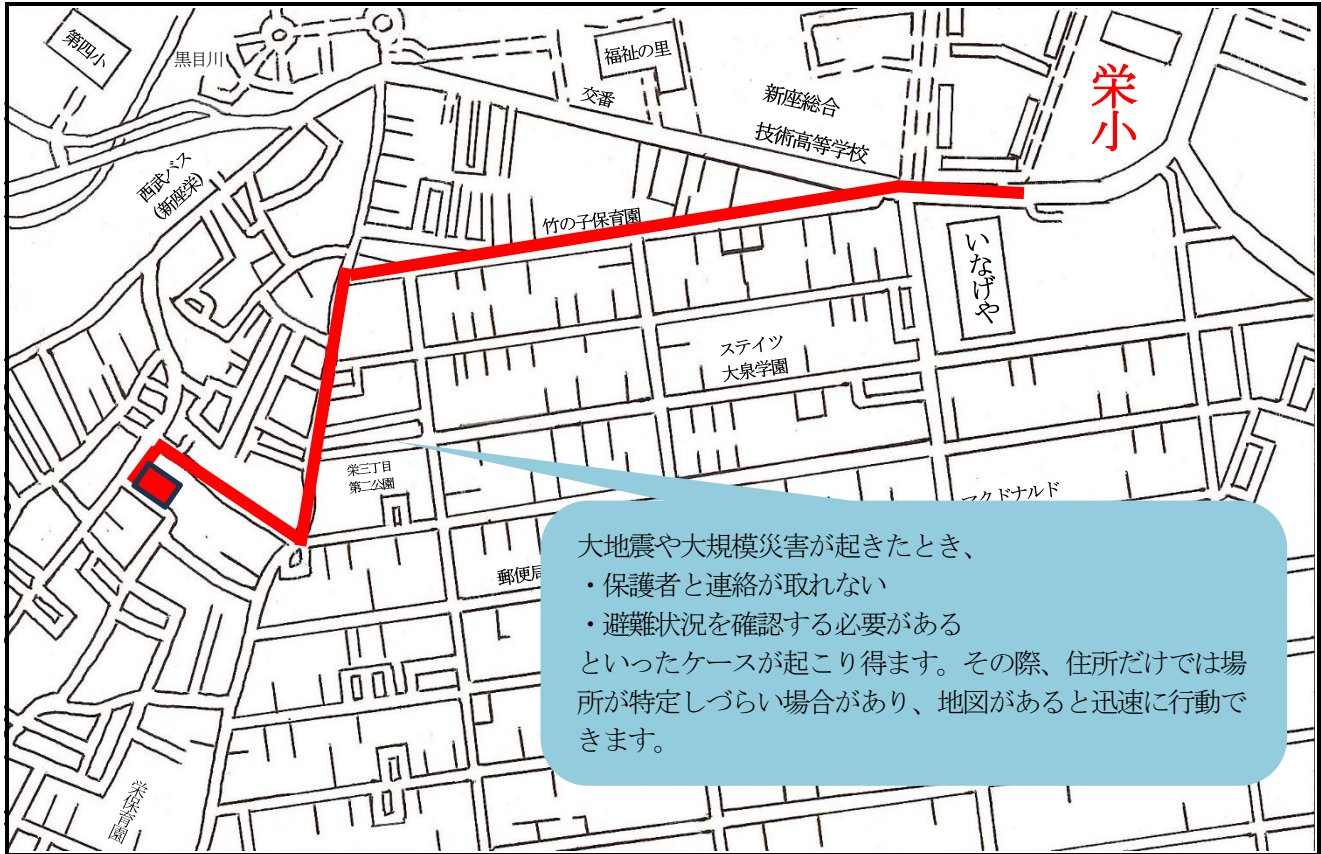 第四小
黒目川
福祉の里
交番
新座総合
技術高等学校
栄小
西武バス
(新座栄)
竹の子保育園
いなげや
ステイツ
大泉学園
栄三丁目
第二公園
マクドナルド
郵便局
大地震や大規模災害が起きたとき、
・保護者と連絡が取れない
・避難状況を確認する必要がある
といったケースが起こり得ます。その際、住所だけでは場
所が特定しづらい場合があり、地図があると迅速に行動で
きます。
栄保育園